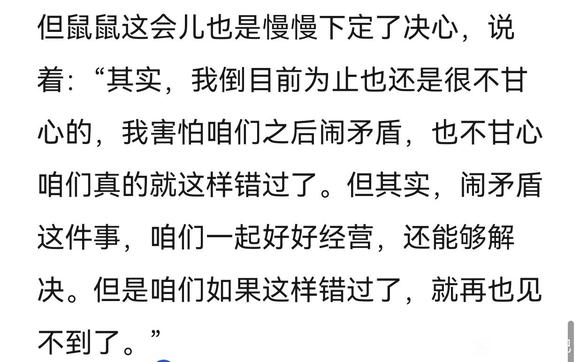 但鼠鼠这会儿也是慢慢下定了决心，说
着：“其实，我倒目前为止也还是很不甘
心的，我害怕咱们之后闹矛盾，也不甘心
咱们真的就这样错过了。但其实，闹矛盾
这件事，咱们一起好好经营，还能够解
决。但是咱们如果这样错过了，就再也见
不到了。”